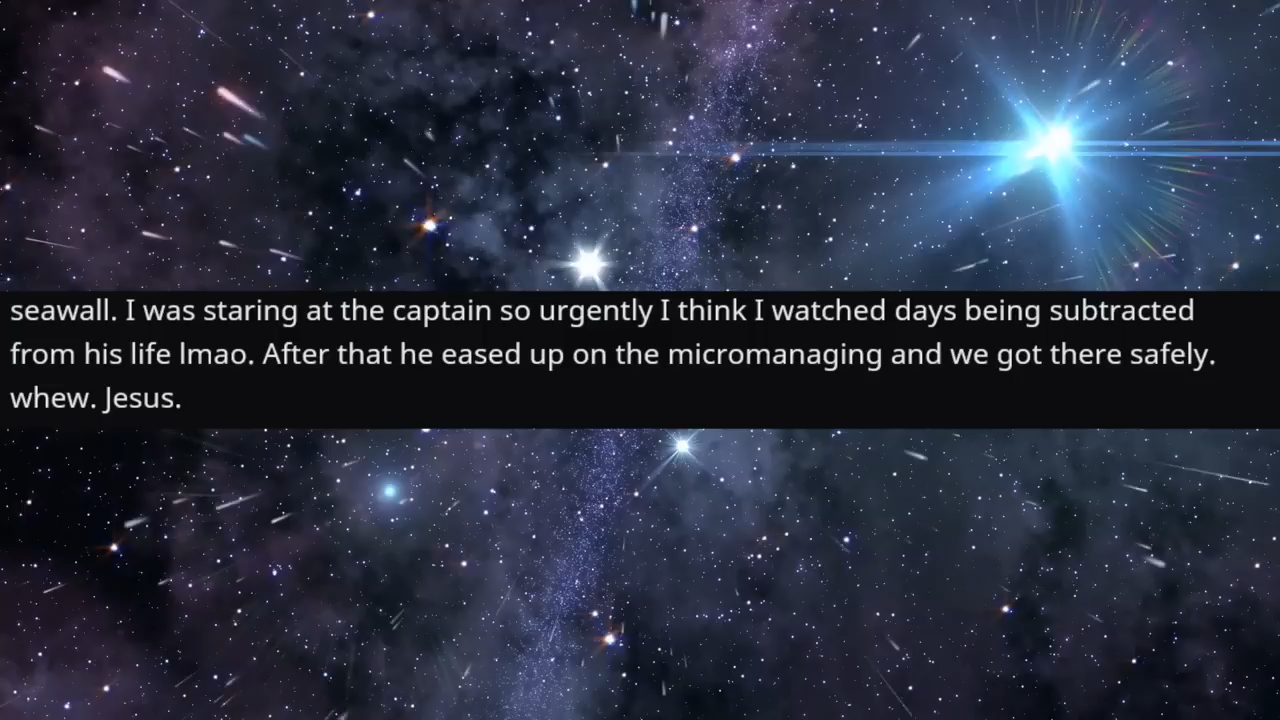 seawall. I was staring at the captain so urgently I think I watched days being subtracted
from his life lmao. After that he eased up on the micromanaging and we got there safely.
whew. Jesus.